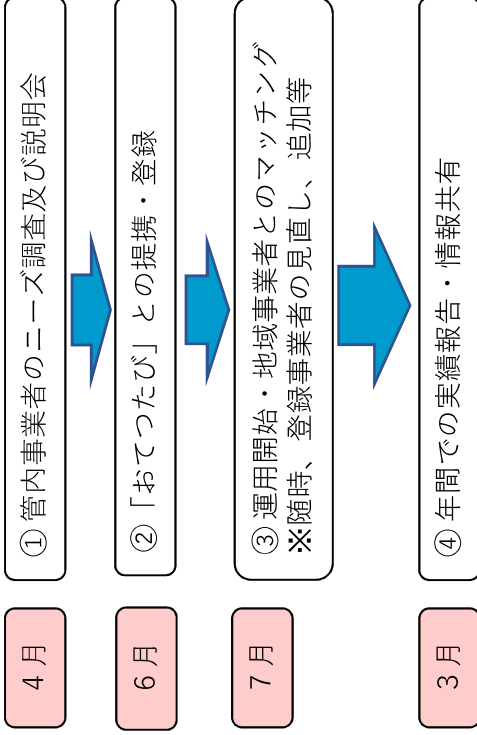 4月
①管内事業者のニーズ調査及び説明会
6月
②「おてつたび」との提携・登録
7月
③運用開始・地域事業者とのマッチング
※随時、登録事業者の見直し、追加等
3月
④年間での実績報告・情報共有